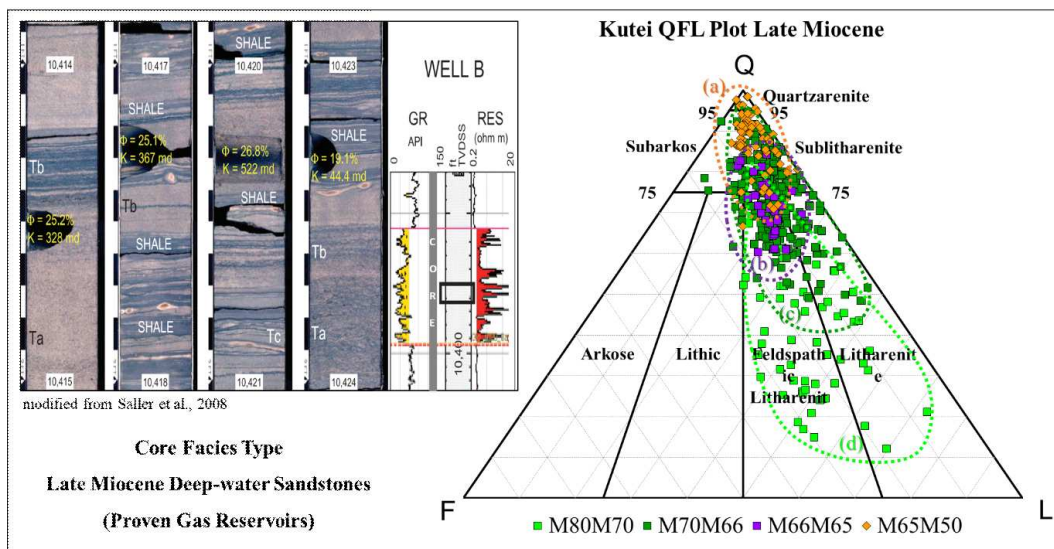 10,414
10,417
SHALE
10,420
10,423
SHALE
SHALE
Φ = 25.1%
K = 367 md
Φ = 26.8%
K = 522 md
Φ = 19.1%
K = 44.4 md
Tb
Tb
SHALE
Φ = 25.2%
K = 328 md
Tb
SHALE
SHALE
Ta
Tc
Ta
10,415
10,418
10,421
10,424
WELL B
GR
API
RES
(ohm m)
0
150
ft
TVDSS
0.2
20
C
O
R
E
10,400
modified from Saller et al., 2008
Core Facies Type
Late Miocene Deep-water Sandstones
(Proven Gas Reservoirs)
Kutei QFL Plot Late Miocene
Q
(a)
Quartzarenite
95
95
Subarkos
Sublitharenite
75
75
(b)
(c)
Arkose
Lithic
Feldspath
ic
Litharenit
Litharenit
e
(d)
F
L
M80M70
M70M66
M66M65
M65M50